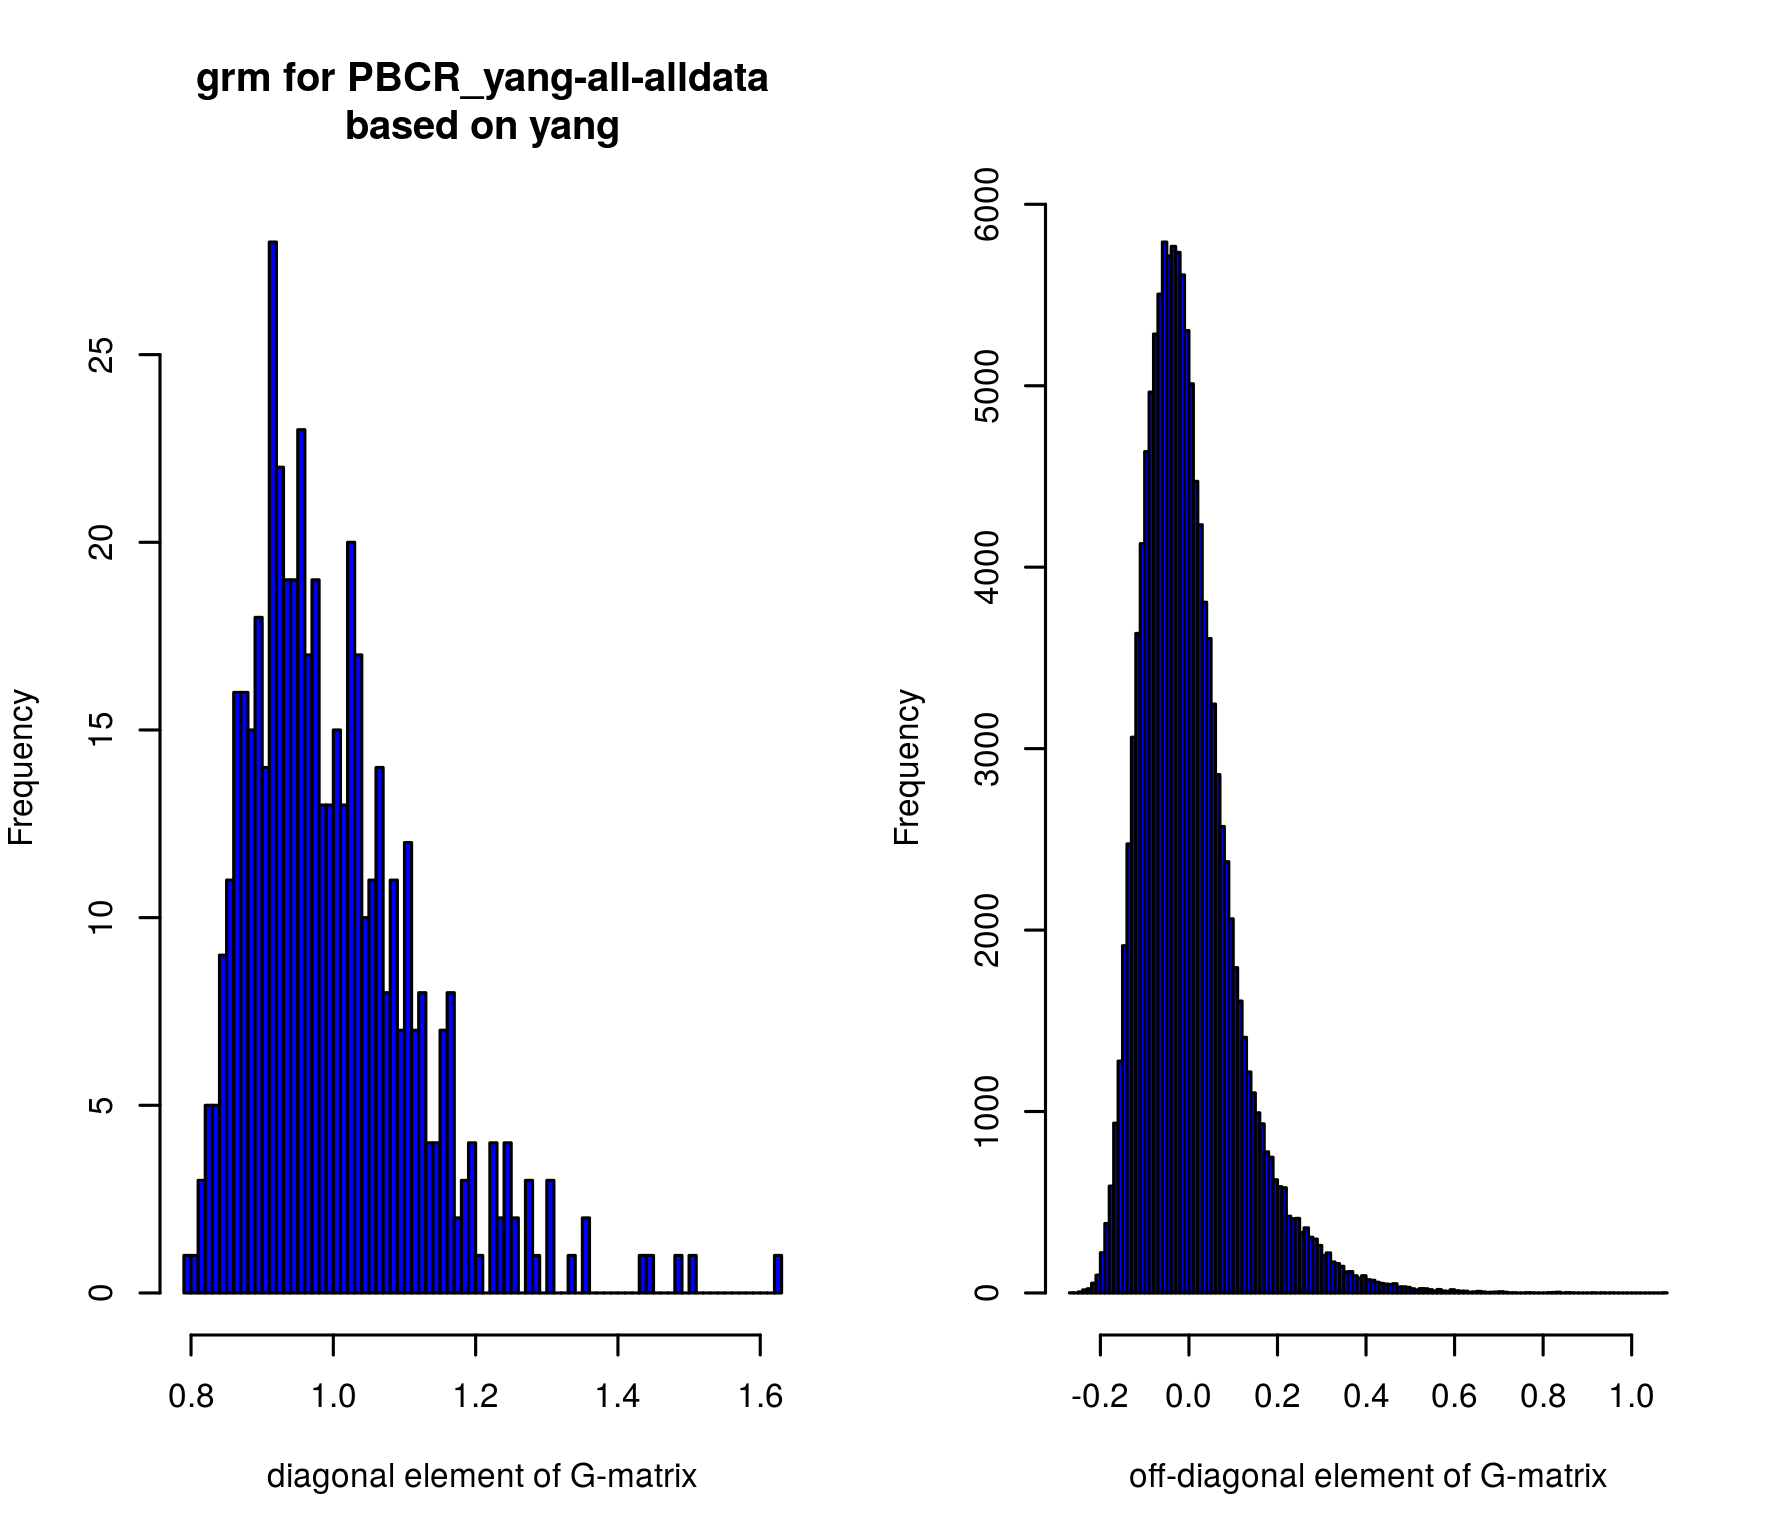 grm for PBCR_yang-all-alldata
based on yang
Frequency
25
20
15
10
5
0
0.8 1.0 1.2 1.4 1.6
diagonal element of G-matrix
Frequency
6000
5000
4000
3000
2000
1000
0
-0.2 0.0 0.2 0.4 0.6 0.8 1.0
off-diagonal element of G-matrix